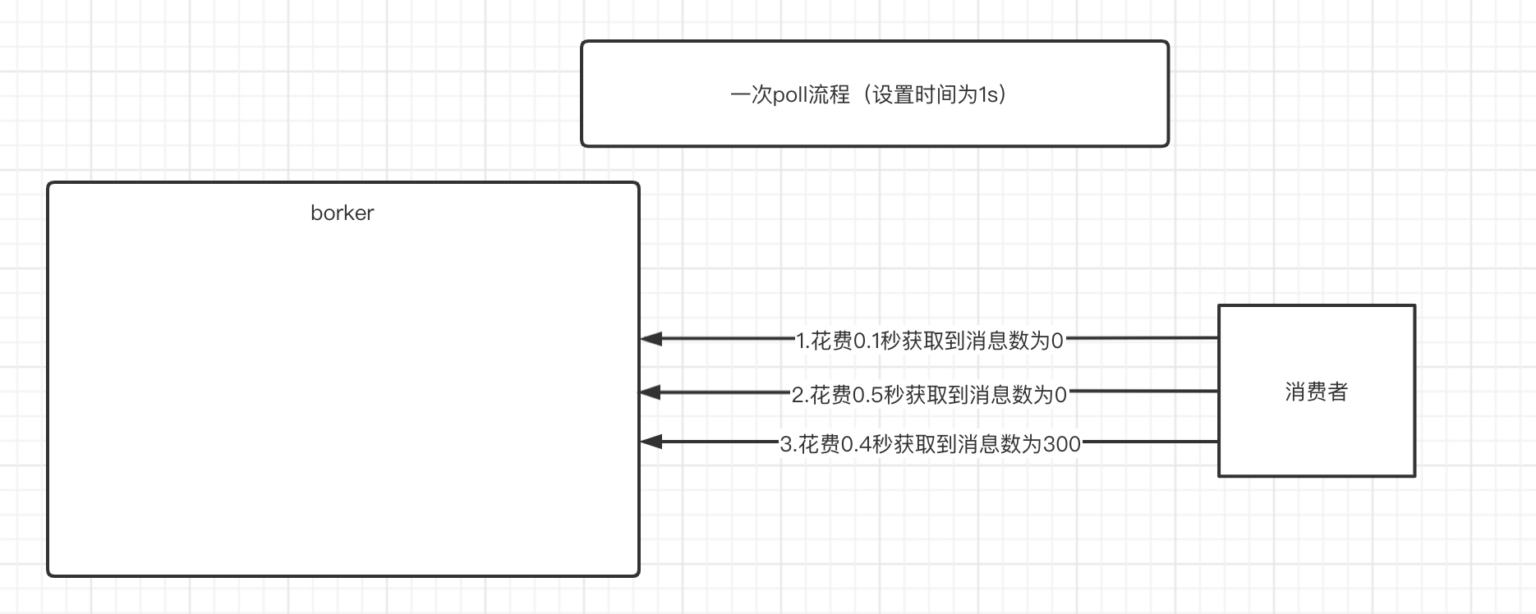 一次poll流程（设置时间为1s）
borker
1.花费0.1秒获取到消息数为0
2.花费0.5秒获取到消息数为0
消费者
3.花费0.4秒获取到消息数为300